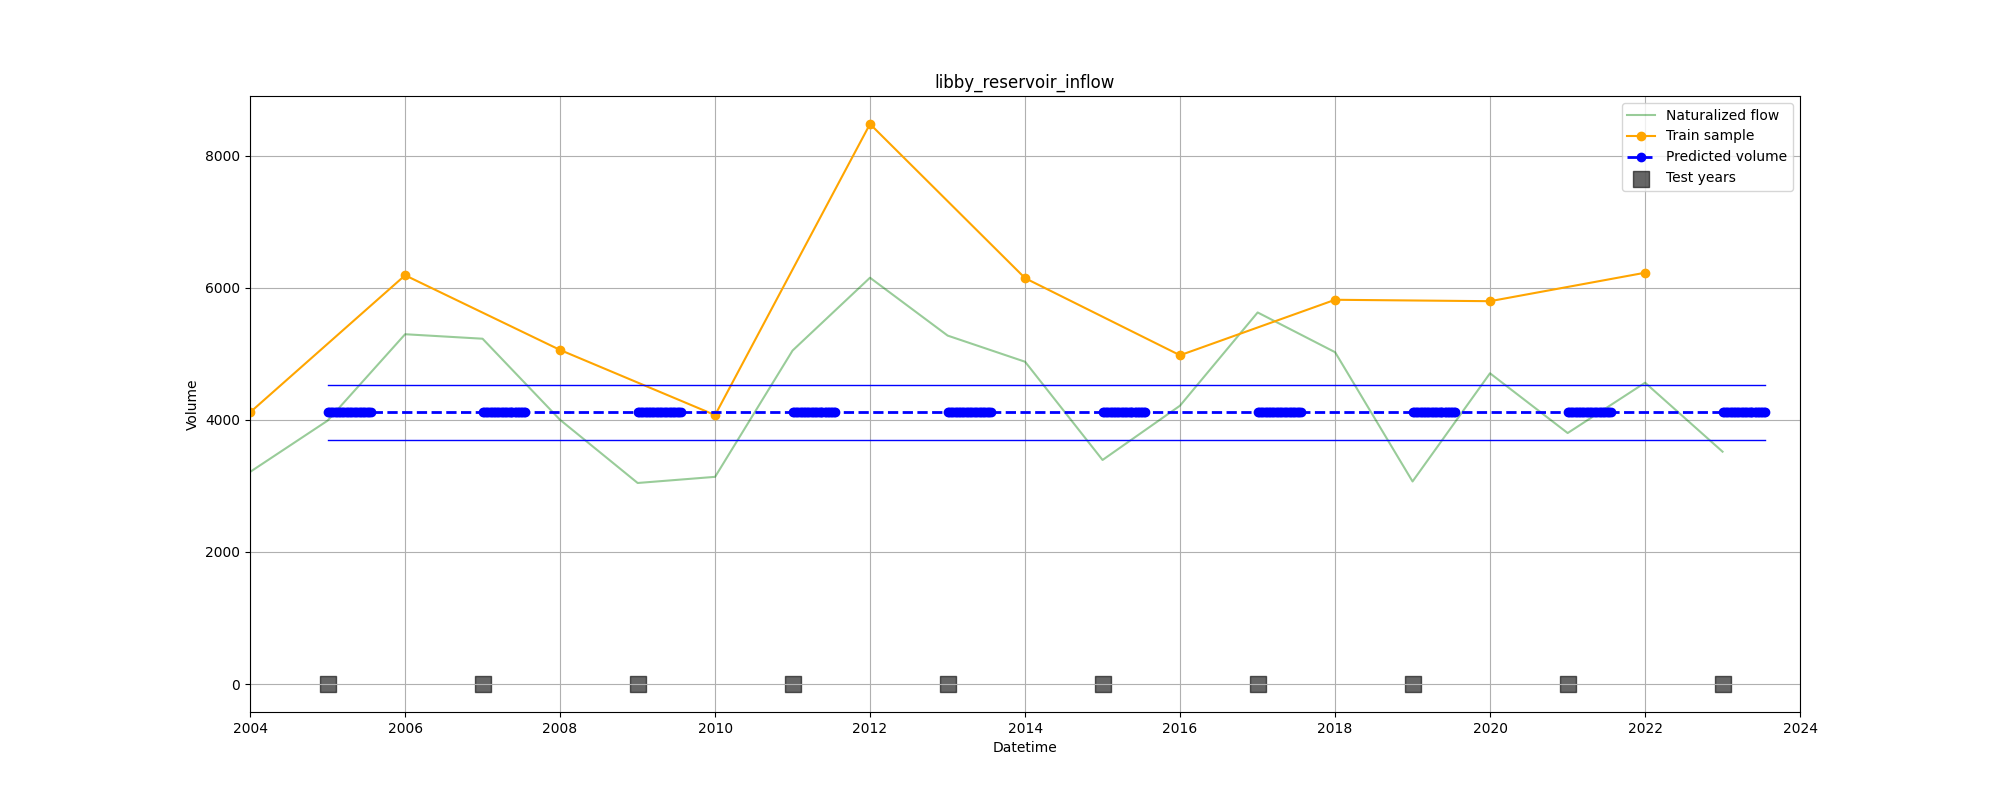 libby_reservoir_inflow
Naturalized flow
Train sample
Predicted volume
Test years
Volume
8000
6000
4000
2000
0
2004 2006 2008 2010 2012 2014 2016 2018 2020 2022 2024
Datetime